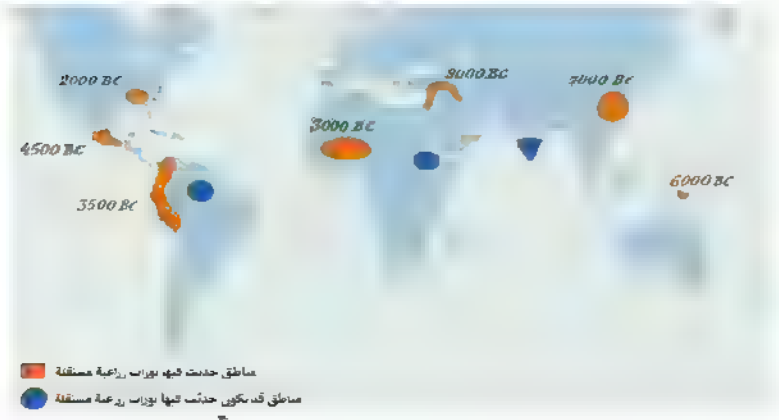 2000 BC
9000 BC
7000 BC
3000 BC
4500 BC
6000 BC
3500 BC
مناطق حدثت فيها ثورات زراعية مستقلة
مناطق قد يكون حدثت فيها ثورات زراعية مستقلة